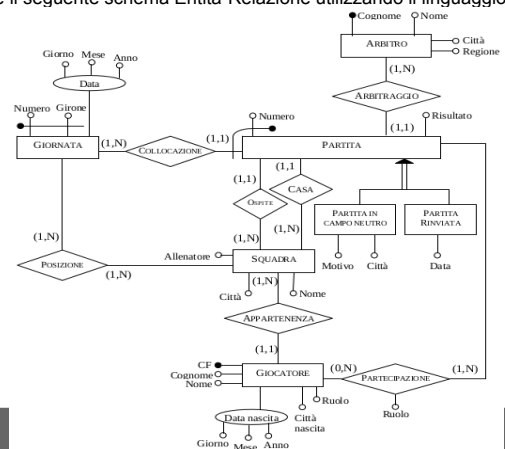 e il seguente schema Entità-Relazione utilizzando il linguaggio
Cognome Nome
ARBITRO
Città
Regione
Giorno Mese Anno
Data
(1,N)
ARBITRAGGIO
Numero Girone
Numero
(1,1)
Risultato
GIORNATA
(1,N)
COLLOCAZIONE
(1,1)
PARTITA
(1,1)
(1,1
OSPITE
CASA
PARTITA IN CAMPO NEUTRO
PARTITA RINVIATA
(1,N)
(1,N)
(1,N)
Allenatore
SQUADRA
Motivo Città Data
POSIZIONE
(1,N)
(1,N)
Città
Nome
APPARTENENZA
(1,1)
CF
Cognome
Nome
GIOCATORE
(0,N)
PARTECIPAZIONE
(1,N)
Ruolo
Ruolo
Data nascita
Città nascita
Giorno Mese Anno